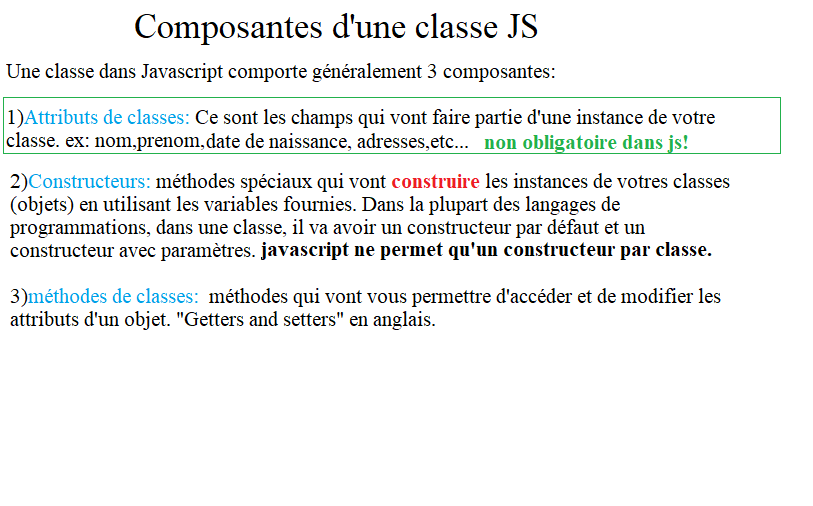 Composantes d'une classe JS
Une classe dans Javascript comporte généralement 3 composantes:
1)Attributs de classes: Ce sont les champs qui vont faire partie d'une instance de votre
classe. ex: nom,prenom,date de naissance, adresses,etc... non obligatoire dans js!
2)Constructeurs: méthodes spéciaux qui vont construire les instances de votres classes
(objets) en utilisant les variables fournies. Dans la plupart des langages de
programmations, dans une classe, il va avoir un constructeur par défaut et un
constructeur avec paramètres. javascript ne permet qu'un constructeur par classe.
3)méthodes de classes: méthodes qui vont vous permettre d'accéder et de modifier les
attributs d'un objet. "Getters and setters" en anglais.